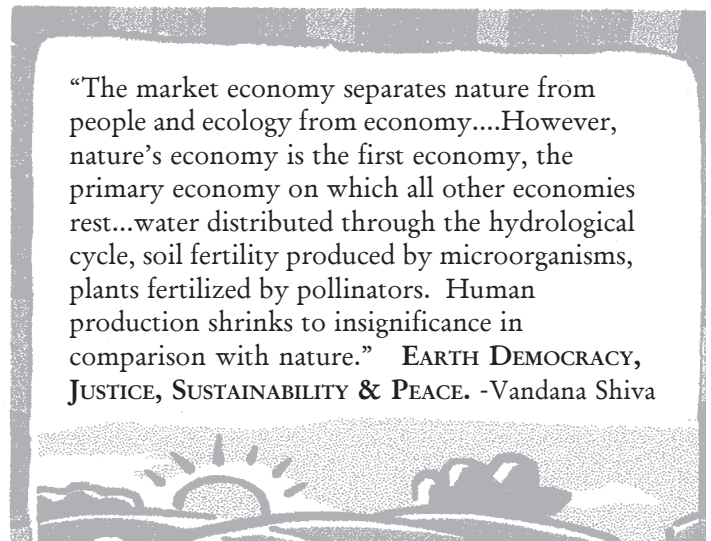 “The market economy separates nature from
people and ecology from economy....However,
nature’s economy is the first economy, the
primary economy on which all other economies
rest...water distributed through the hydrological
cycle, soil fertility produced by microorganisms,
plants fertilized by pollinators.  Human
production shrinks to insignificance in
comparison with nature.”   EARTH DEMOCRACY,
JUSTICE, SUSTAINABILITY & PEACE. -Vandana Shiva